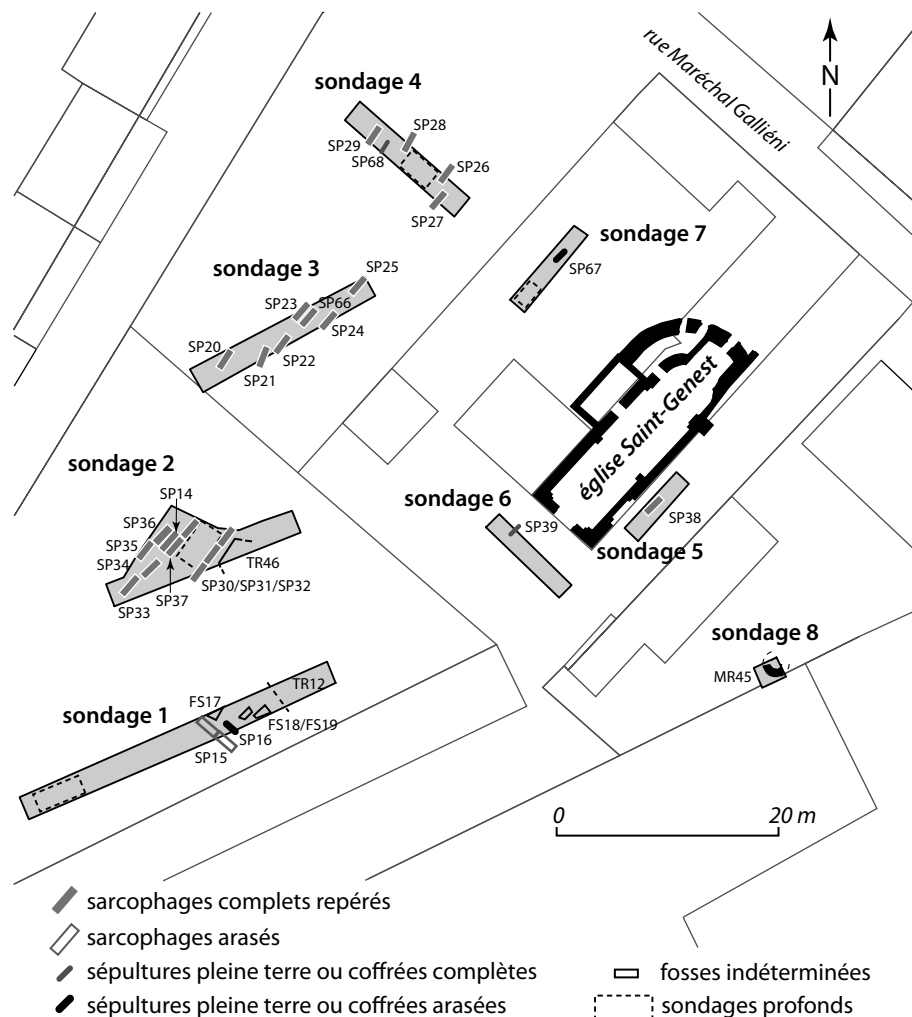 rue Maréchal Galliéni
N
sondage 4
SP28
SP29
SP68
SP26
SP27
sondage 7
SP67
sondage 3
SP25
SP23
SP66
SP24
SP20
SP22
SP21
église Saint-Genest
sondage 2
SP14
SP36
SP35
SP34
SP33
SP37
TR46
SP30/SP31/SP32
sondage 6
SP39
SP38
sondage 5
sondage 8
MR45
sondage 1
FS17
TR12
FS18/FS19
SP16
SP15
0 20 m
sarcophages complets repérés
sarcophages arasés
sépultures pleine terre ou coffrées complètes
sépultures pleine terre ou coffrées arasées
fosses indéterminées
sondages profonds